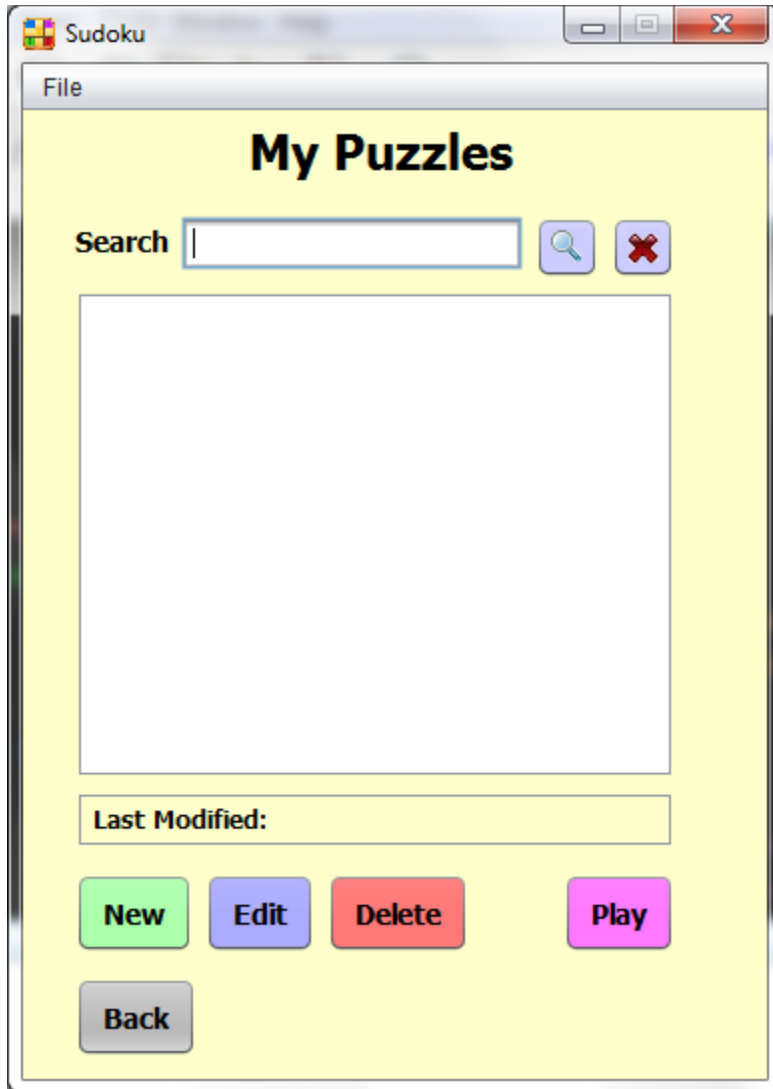 Sudoku
File
My Puzzles
Search
Last Modified:
New Edit Delete Play
Back